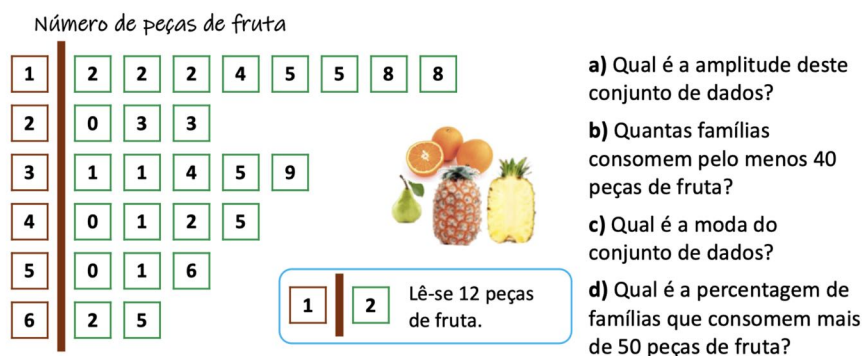 Número de peças de fruta
1 2 2 2 4 5 5 8 8
2 0 3 3
3 1 1 4 5 9
4 0 1 2 5
5 0 1 6
6 2 5
1 2 Lê-se 12 peças
de fruta.
a) Qual é a amplitude deste
conjunto de dados?
b) Quantas famílias
consomem pelo menos 40
peças de fruta?
c) Qual é a moda do
conjunto de dados?
d) Qual é a percentagem de
famílias que consomem mais
de 50 peças de fruta?